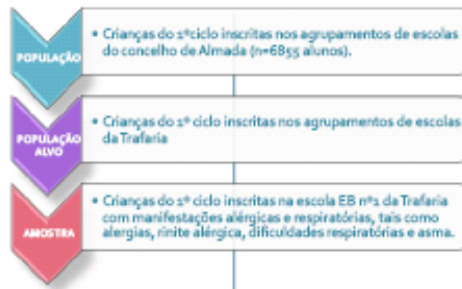 POPULAÇÃO
• Crianças do 1ºciclo inscritas nos agrupamentos de escolas
do concelho de Almada (n=6855 alunos).
POPULAÇÃO
ALVO
• Crianças do 1º ciclo inscritas nos agrupamentos de escolas
da Trafaria
AMOSTRA
• Crianças do 1º ciclo inscritas na escola EB nº1 da Trafaria
com manifestações alérgicas e respiratórias, tais como
alergias, rinite alérgica, dificuldades respiratórias e asma.